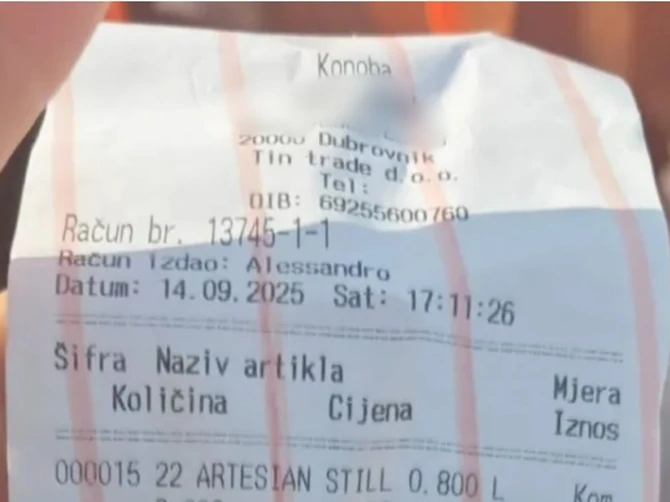 Konoba
20000 Dubrovnik
Tin trade d.o.o.
Tel:
OIB: 69255600760
Račun br. 13745-1-1
Račun izdao: Alessandro
Datum: 14.09.2025 Sat: 17:11:26
Šifra Naziv artikla Mjera
Količina Cijena Iznos
000015 22 ARTESIAN STILL 0.800 L Kom